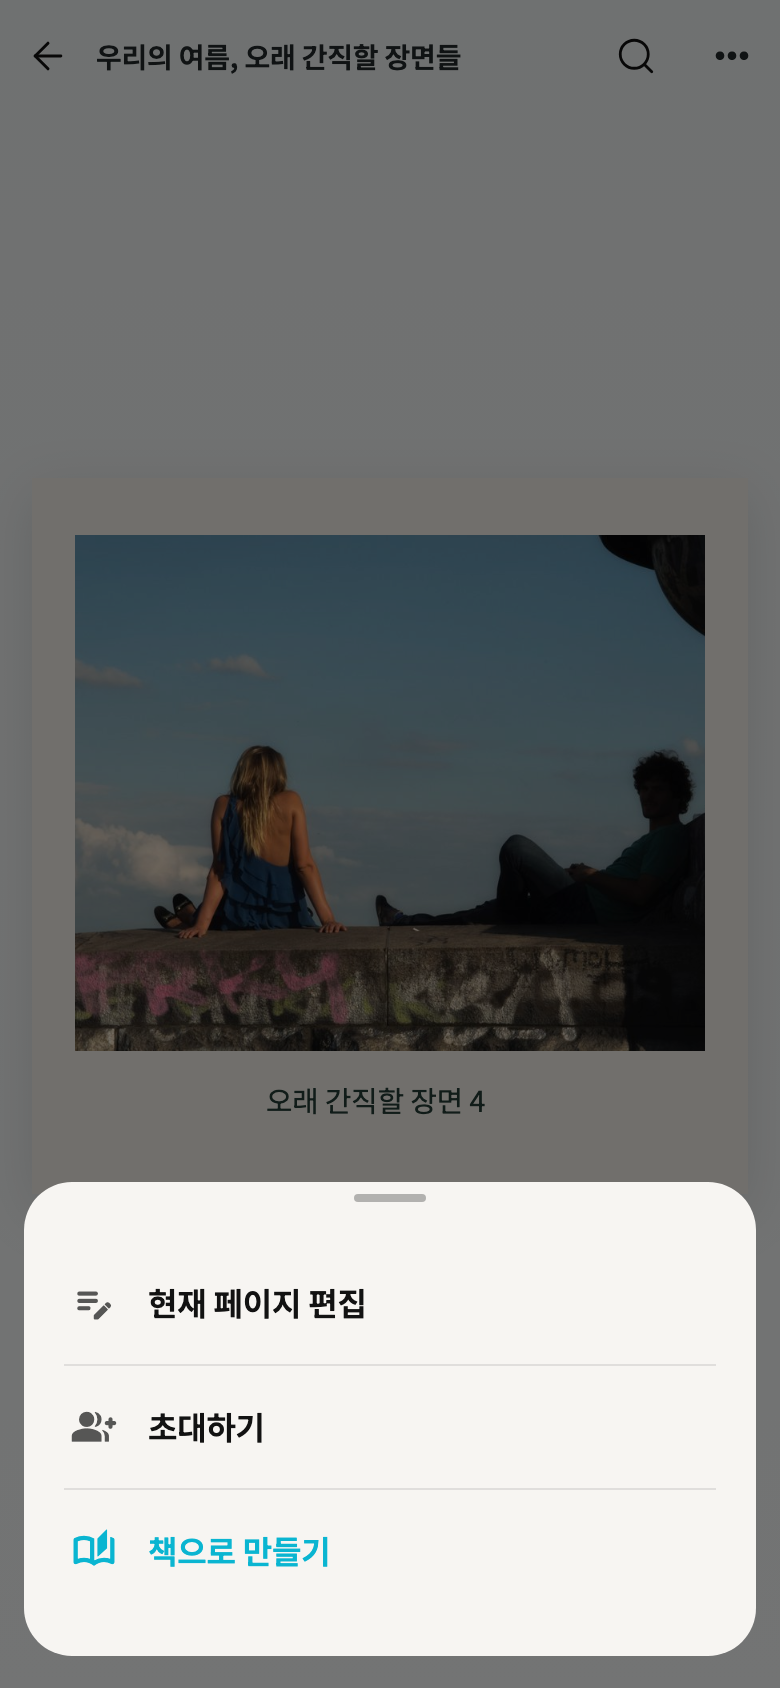 우리의 여름, 오래 간직할 장면들
오래 간직할 장면 4
현재 페이지 편집
초대하기
책으로 만들기